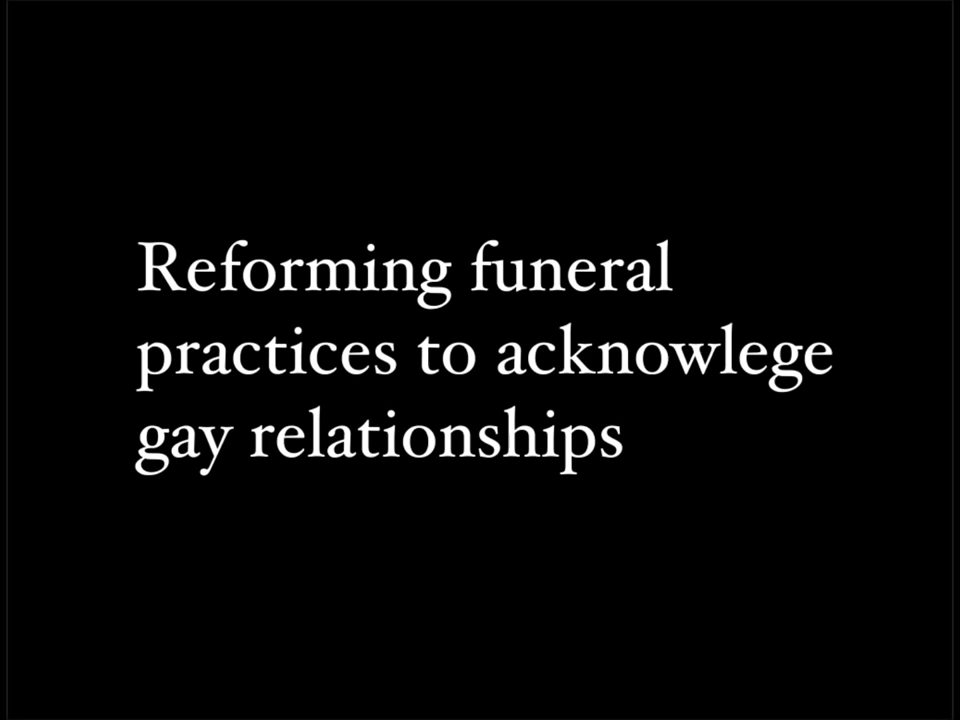 Reforming funeral
practices to acknowlege
gay relationships